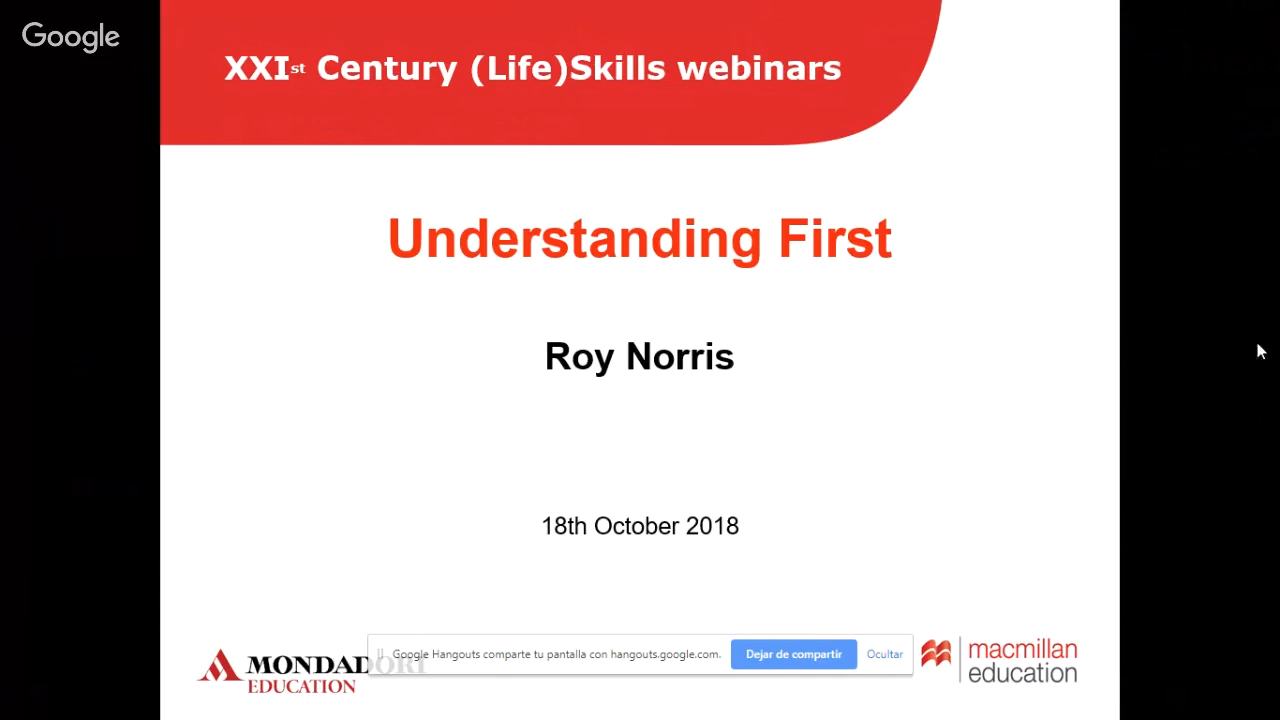 Google
XXIst Century (Life)Skills webinars
Understanding First
Roy Norris
18th October 2018
Google Hangouts comparte tu pantalla con hangouts.google.com.
Dejar de compartir
Ocultar
MONDADORI
EDUCATION
macmillan
education